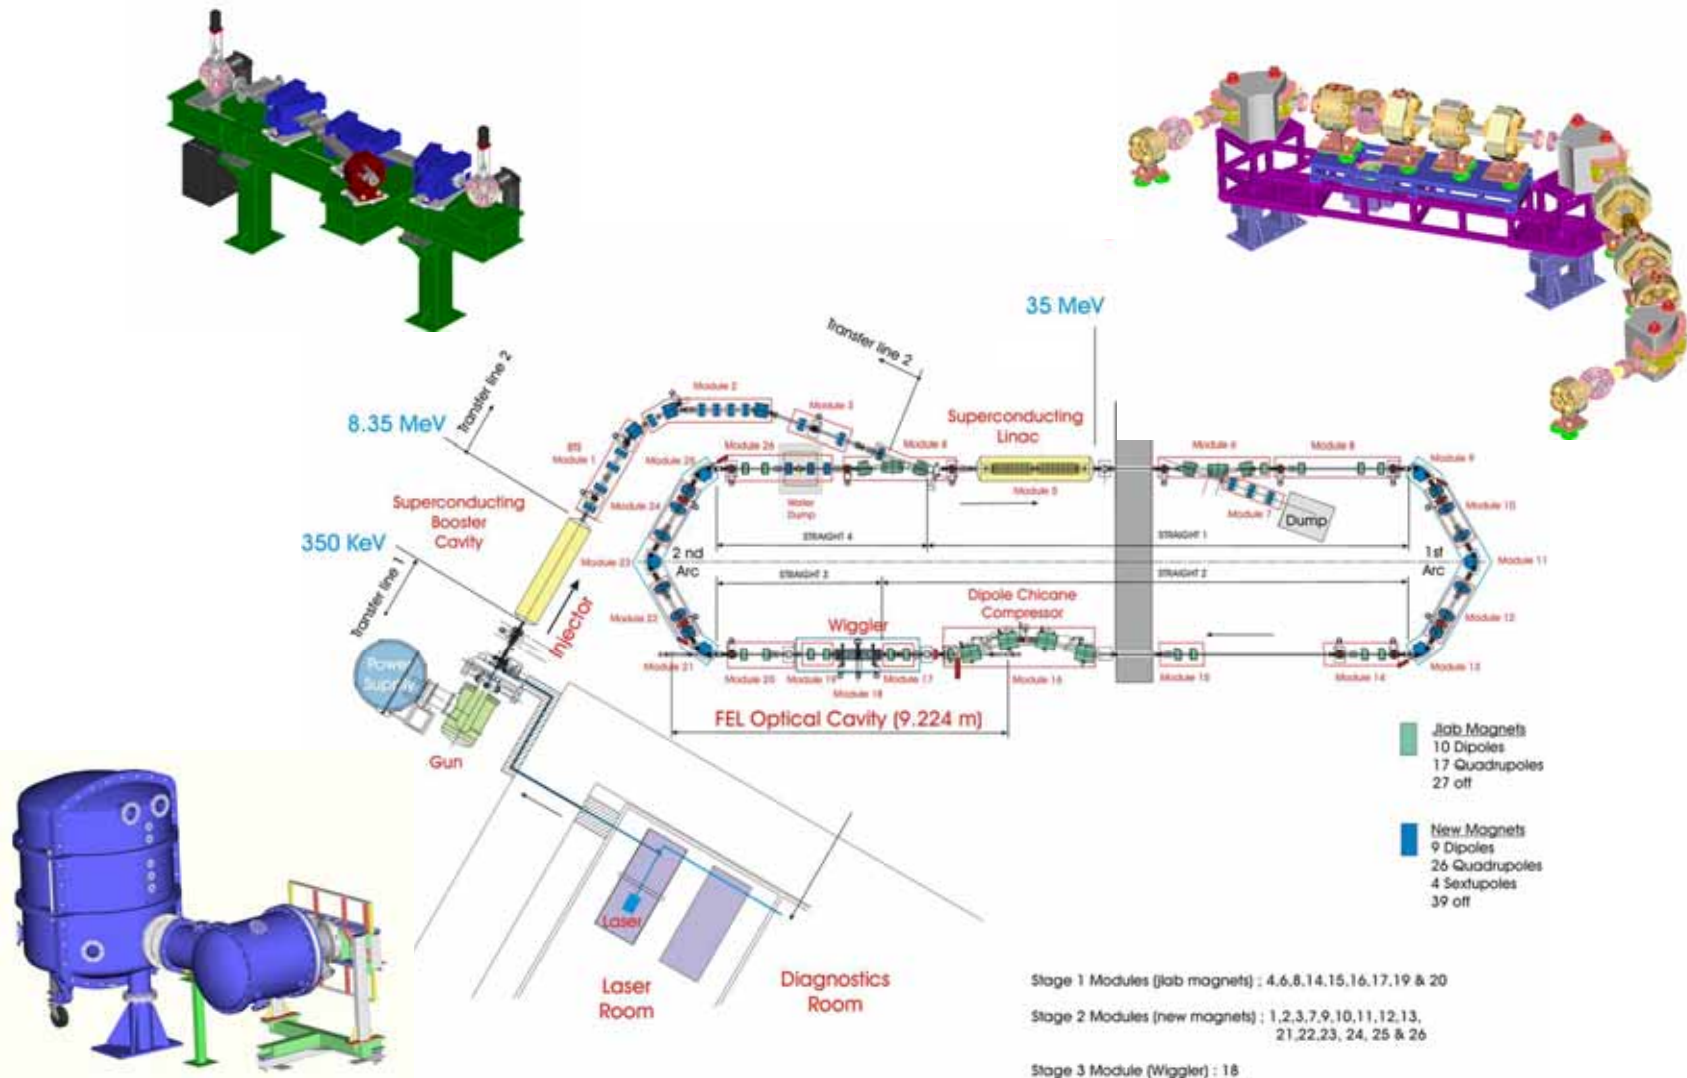 35 MeV
Transfer line 2
Transfer line 2
8.35 MeV
Module 2
Module 3
Superconducting
Linac
BTS
Module 1
Module 26
Module 4
Module 6
Module 8
Module 9
Module 25
Module 5
Module 10
Superconducting
Booster
Cavity
Module 24
Water
Dump
Module 7
Dump
STRAIGHT 4
STRAIGHT 1
350 KeV
2 nd
Arc
1st
Arc
Module 23
Module 11
STRAIGHT 3
STRAIGHT 2
Transfer line 1
Injector
Dipole Chicane
Compressor
Module 22
Wiggler
Module 12
Power
Supply
Module 21
Module 20
Module 19
Module 18
Module 17
Module 16
Module 15
Module 14
Module 13
FEL Optical Cavity (9.224 m)
Gun
Jlab Magnets
10 Dipoles
17 Quadrupoles
27 off
New Magnets
9 Dipoles
26 Quadrupoles
4 Sextupoles
39 off
Laser
Laser
Room
Diagnostics
Room
Stage 1 Modules (jlab magnets) : 4,6,8,14,15,16,17,19 & 20
Stage 2 Modules (new magnets) ; 1,2,3,7,9,10,11,12,13,
21,22,23, 24, 25 & 26
Stage 3 Module (Wiggler) : 18